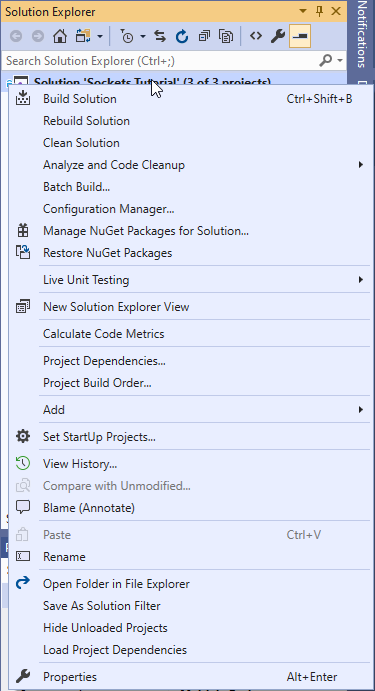 Solution Explorer
Notifications
Search Solution Explorer (Ctrl+;)
Solution 'Sockets Tutorial' (3 of 3 projects)
Build Solution Ctrl+Shift+B
Rebuild Solution
Clean Solution
Analyze and Code Cleanup
Batch Build...
Configuration Manager...
Manage NuGet Packages for Solution...
Restore NuGet Packages
Live Unit Testing
New Solution Explorer View
Calculate Code Metrics
Project Dependencies...
Project Build Order...
Add
Set StartUp Projects...
View History...
Compare with Unmodified...
Blame (Annotate)
Paste Ctrl+V
Rename
Open Folder in File Explorer
Save As Solution Filter
Hide Unloaded Projects
Load Project Dependencies
Properties Alt+Enter